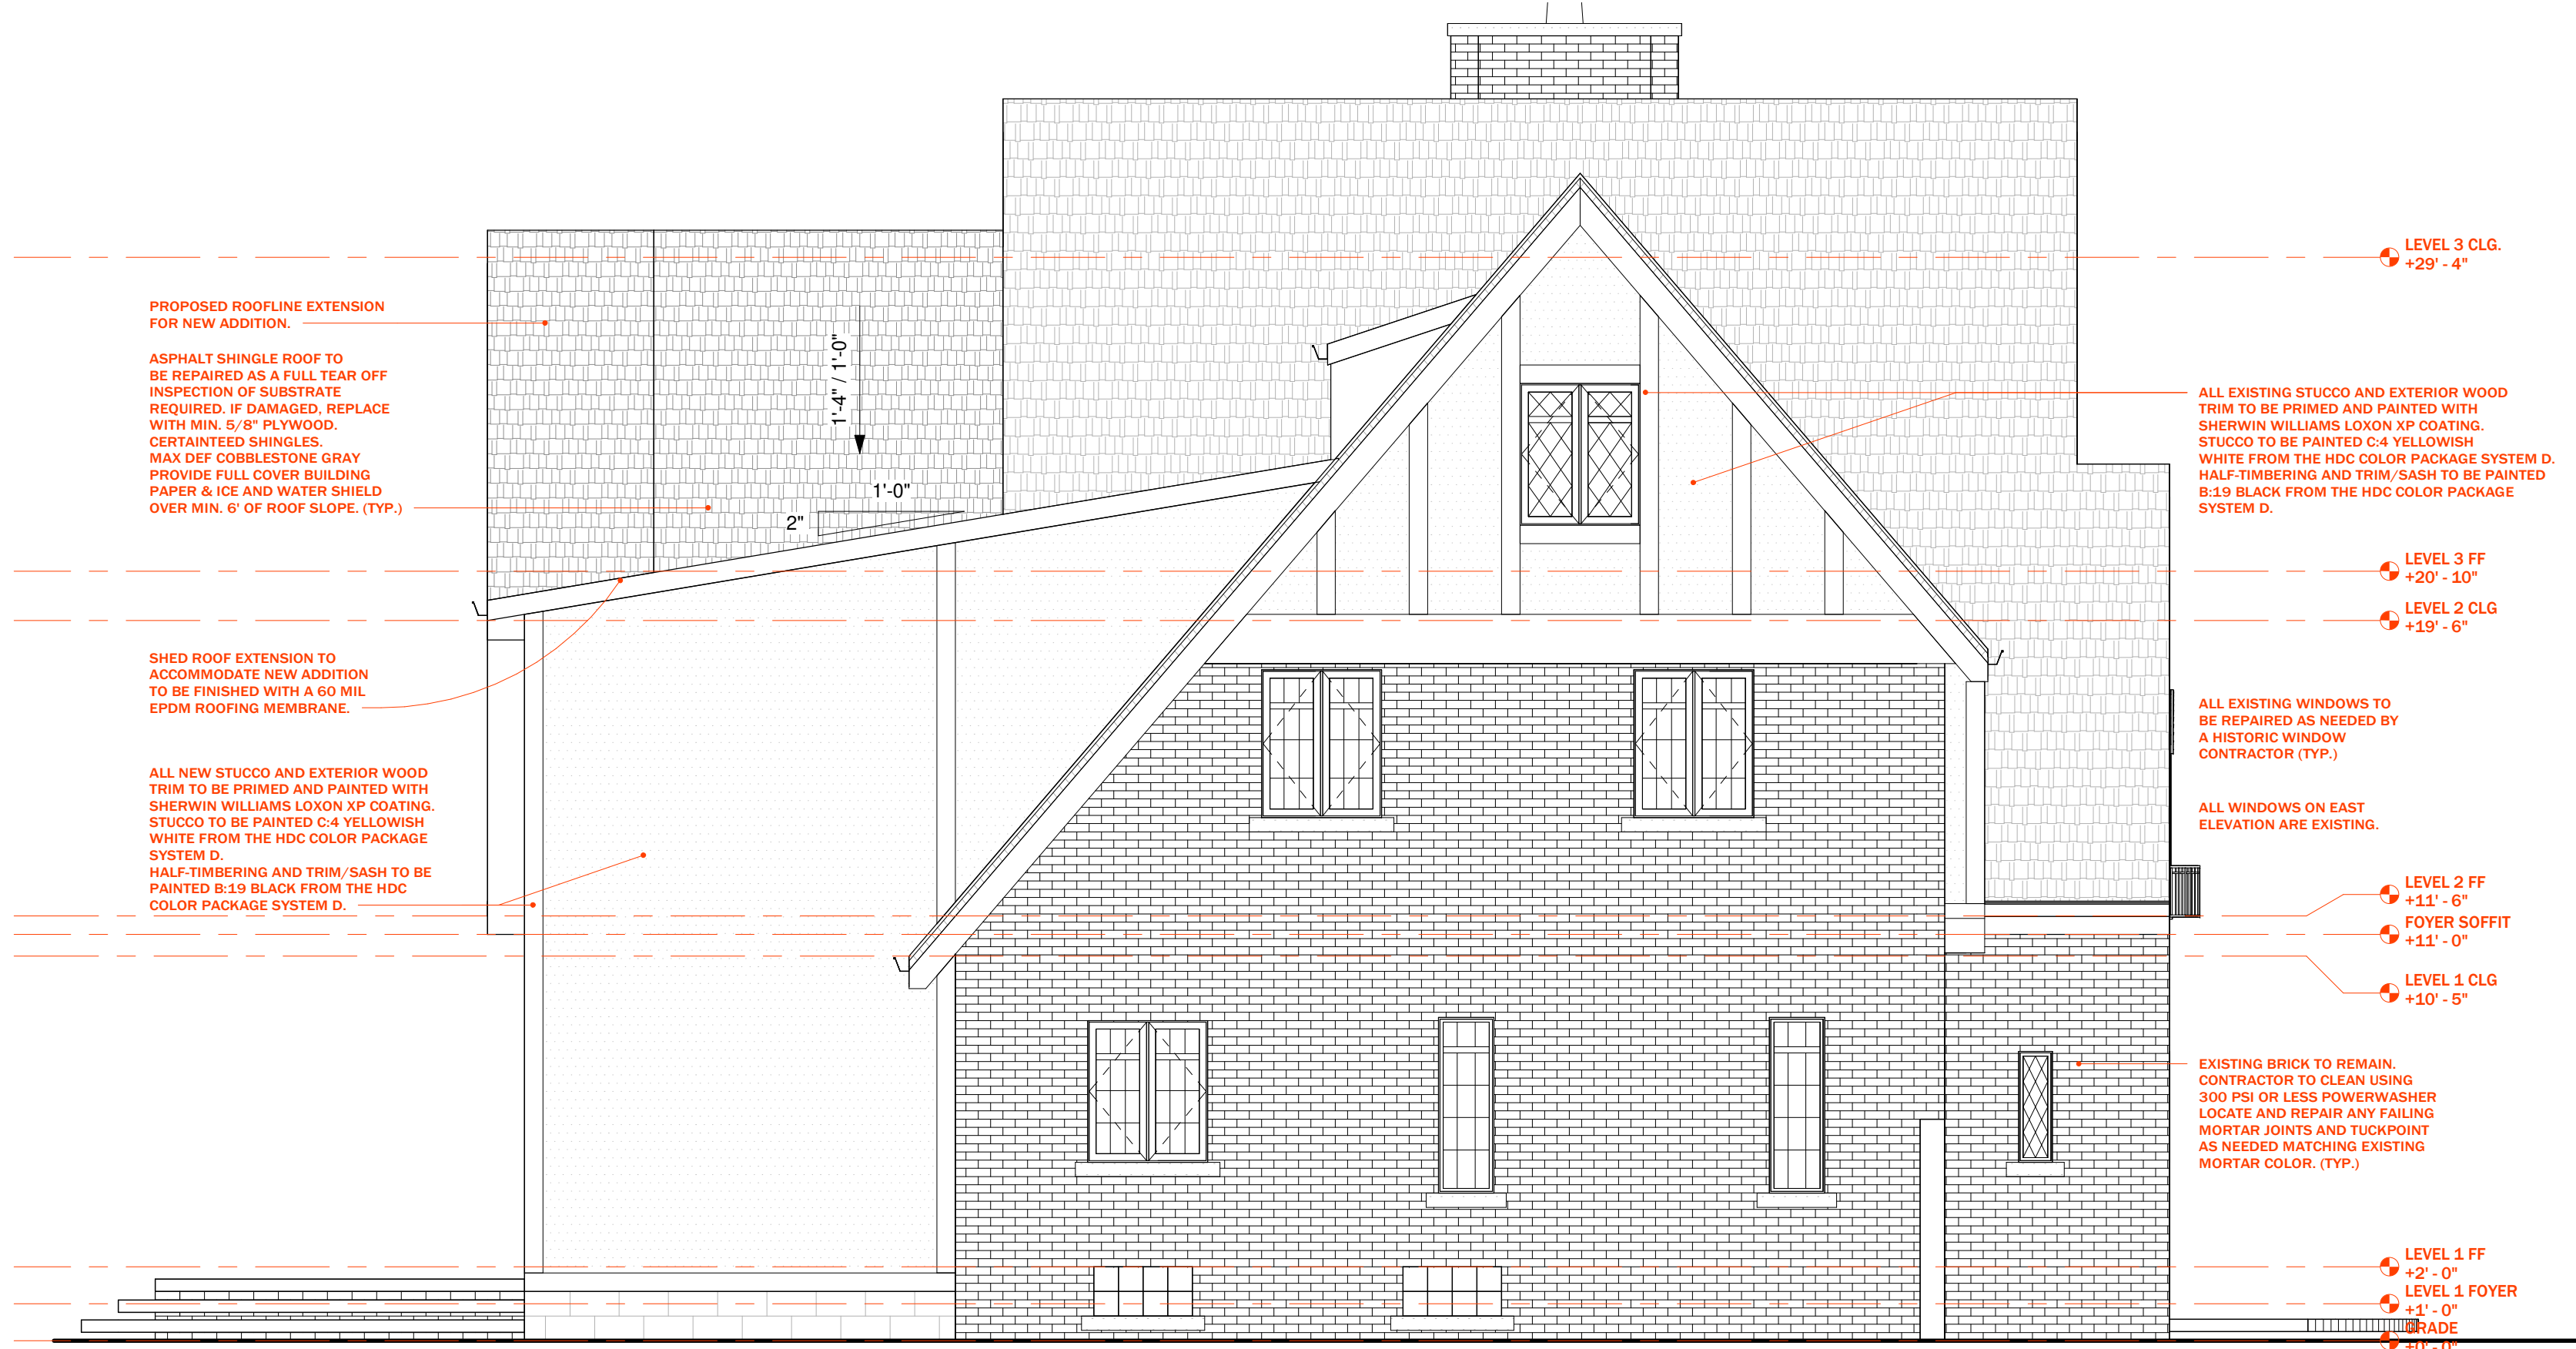 PROPOSED ROOFLINE EXTENSION
FOR NEW ADDITION.
ASPHALT SHINGLE ROOF TO
BE REPAIRED AS A FULL TEAR OFF
INSPECTION OF SUBSTRATE
REQUIRED. IF DAMAGED, REPLACE
WITH MIN. 5/8" PLYWOOD.
CERTAINTEED SHINGLES.
MAX DEF COBBLESTONE GRAY
PROVIDE FULL COVER BUILDING
PAPER & ICE AND WATER SHIELD
OVER MIN. 6' OF ROOF SLOPE. (TYP.)
SHED ROOF EXTENSION TO
ACCOMMODATE NEW ADDITION
TO BE FINISHED WITH A 60 MIL
EPDM ROOFING MEMBRANE.
ALL NEW STUCCO AND EXTERIOR WOOD
TRIM TO BE PRIMED AND PAINTED WITH
SHERWIN WILLIAMS LOXON XP COATING.
STUCCO TO BE PAINTED C:4 YELLOWISH
WHITE FROM THE HDC COLOR PACKAGE
SYSTEM D.
HALF-TIMBERING AND TRIM/SASH TO BE
PAINTED B:19 BLACK FROM THE HDC
COLOR PACKAGE SYSTEM D.
1'-4" / 1'-0"
1'-0"
2"
LEVEL 3 CLG.
+29' - 4"
ALL EXISTING STUCCO AND EXTERIOR WOOD
TRIM TO BE PRIMED AND PAINTED WITH
SHERWIN WILLIAMS LOXON XP COATING.
STUCCO TO BE PAINTED C:4 YELLOWISH
WHITE FROM THE HDC COLOR PACKAGE SYSTEM D.
HALF-TIMBERING AND TRIM/SASH TO BE PAINTED
B:19 BLACK FROM THE HDC COLOR PACKAGE
SYSTEM D.
LEVEL 3 FF
+20' - 10"
LEVEL 2 CLG
+19' - 6"
ALL EXISTING WINDOWS TO
BE REPAIRED AS NEEDED BY
A HISTORIC WINDOW
CONTRACTOR (TYP.)
ALL WINDOWS ON EAST
ELEVATION ARE EXISTING.
LEVEL 2 FF
+11' - 6"
FOYER SOFFIT
+11' - 0"
LEVEL 1 CLG
+10' - 5"
EXISTING BRICK TO REMAIN.
CONTRACTOR TO CLEAN USING
300 PSI OR LESS POWERWASHER
LOCATE AND REPAIR ANY FAILING
MORTAR JOINTS AND TUCKPOINT
AS NEEDED MATCHING EXISTING
MORTAR COLOR. (TYP.)
LEVEL 1 FF
+2' - 0"
LEVEL 1 FOYER
+1' - 0"
GRADE
+0' - 0"